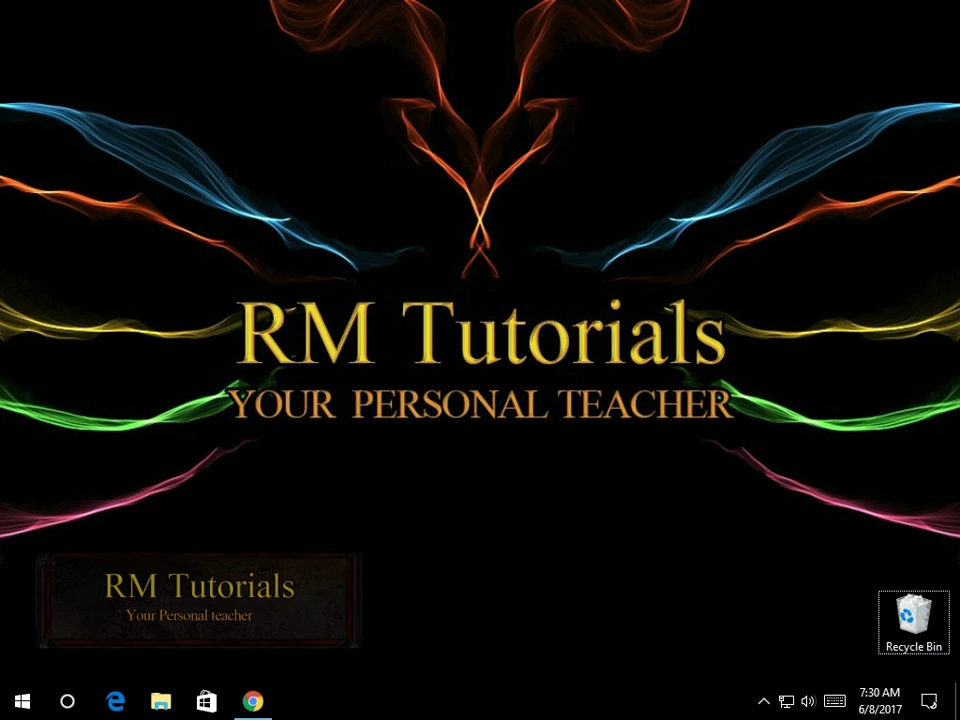 RM Tutorials
YOUR PERSONAL TEACHER
RM Tutorials
Your Personal teacher
Recycle Bin
7:30 AM
6/8/2017